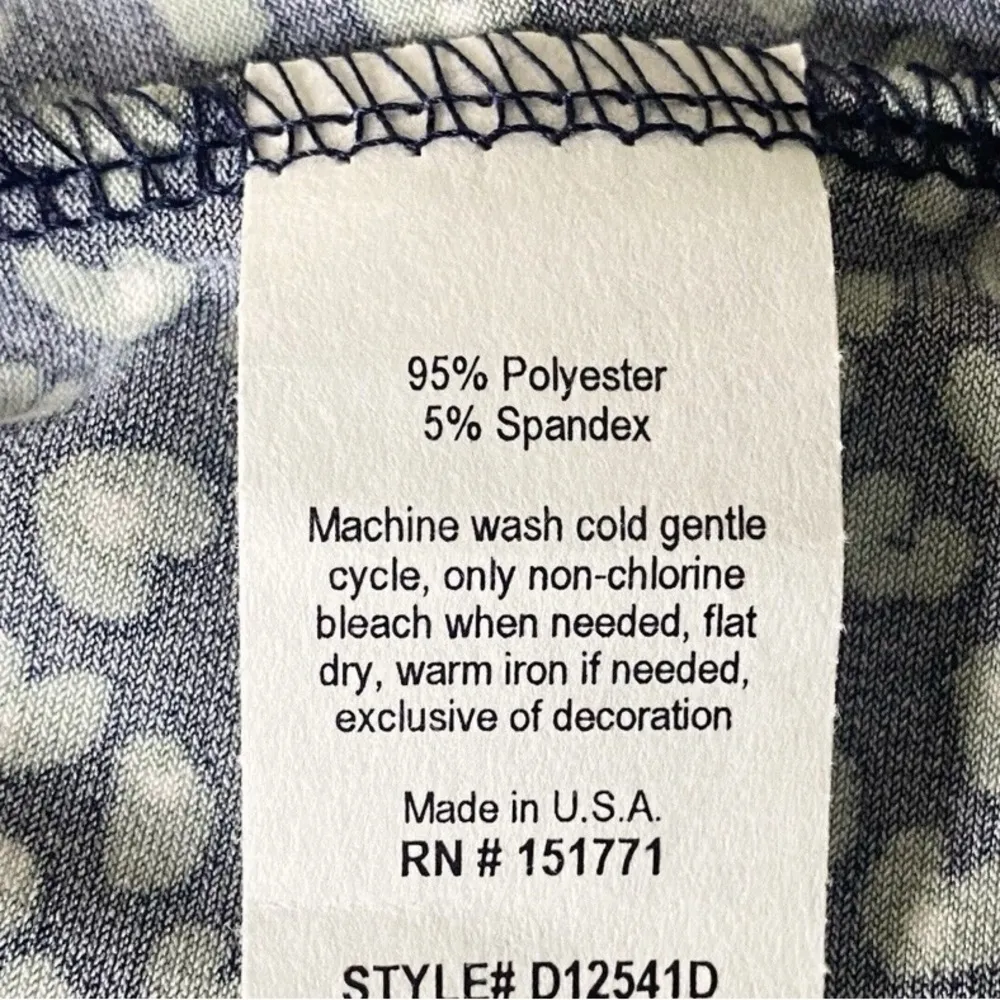 95% Polyester
5% Spandex
Machine wash cold gentle
cycle, only non-chlorine
bleach when needed, flat
dry, warm iron if needed,
exclusive of decoration
Made in U.S.A.
RN # 151771
STYLE# D12541D